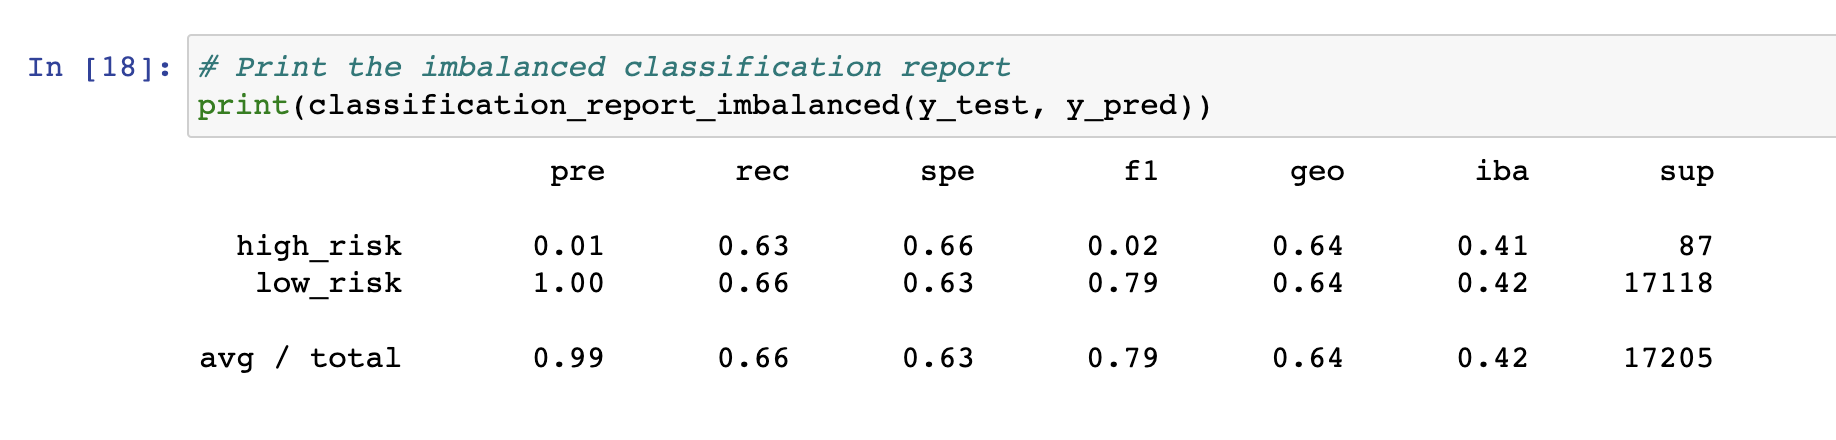 In [18]: # Print the imbalanced classification report
print(classification_report_imbalanced(y_test, y_pred))
pre rec spe f1 geo iba sup
high_risk 0.01 0.63 0.66 0.02 0.64 0.41 87
low_risk 1.00 0.66 0.63 0.79 0.64 0.42 17118
avg / total 0.99 0.66 0.63 0.79 0.64 0.42 17205